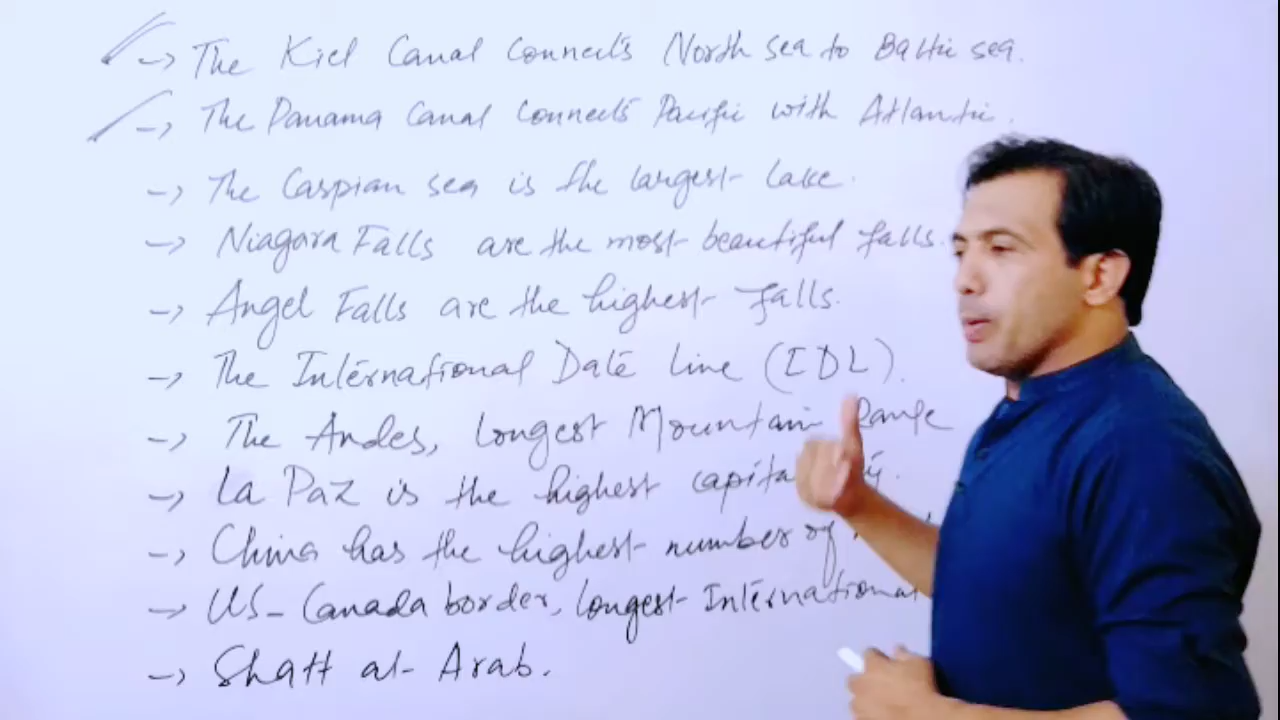 → The Kiel Canal Connects North sea to Baltic sea.
→ The Panama Canal Connects Pacific with Atlantic.
→ The Caspian sea is the largest Lake.
→ Niagara Falls are the most beautiful falls.
→ Angel Falls are the highest falls.
→ The International Date Line (IDL).
→ The Andes, Longest Mountain Range
→ La Paz is the highest
→ China has the highest number of
→ US-Canada border, longest International
→ Shatt al-Arab.